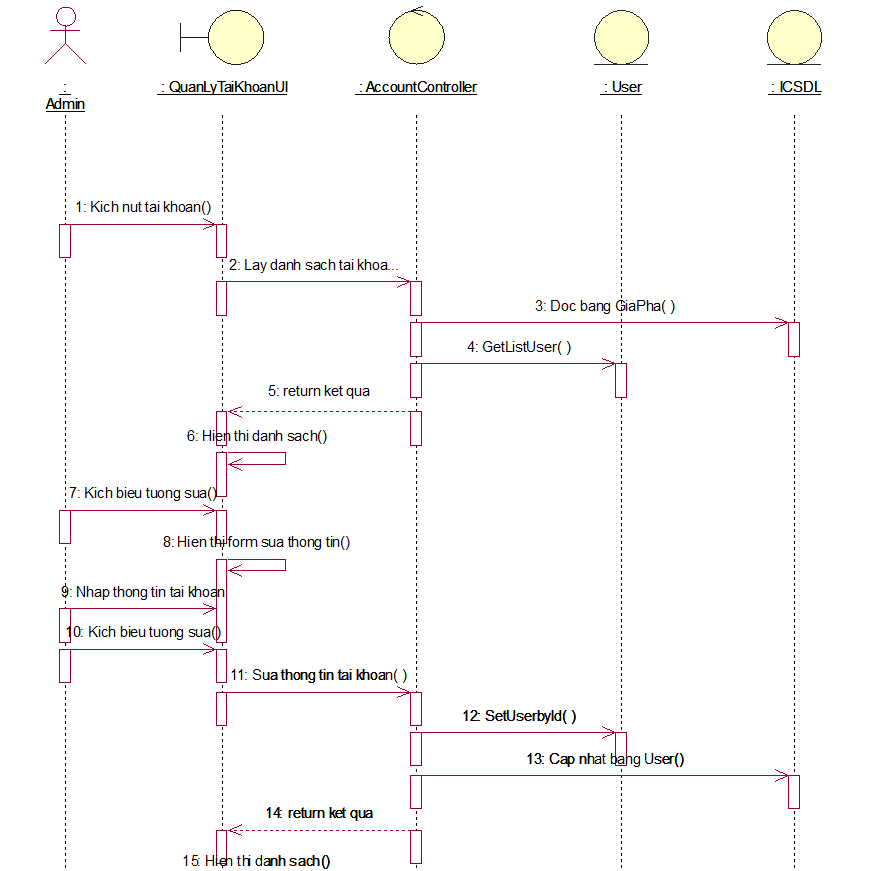 :
Admin
: QuanLyTaiKhoanUI
: AccountController
: User
: ICSDL
1: Kich nut tai khoan()
2: Lay danh sach tai khoa...
3: Doc bang GiaPha( )
4: GetListUser( )
5: return ket qua
6: Hien thi danh sach()
7: Kich bieu tuong sua()
8: Hien thi form sua thong tin()
9: Nhap thong tin tai khoan
10: Kich bieu tuong sua()
11: Sua thong tin tai khoan( )
12: SetUserbyId( )
13: Cap nhat bang User()
14: return ket qua
15: Hien thi danh sach()